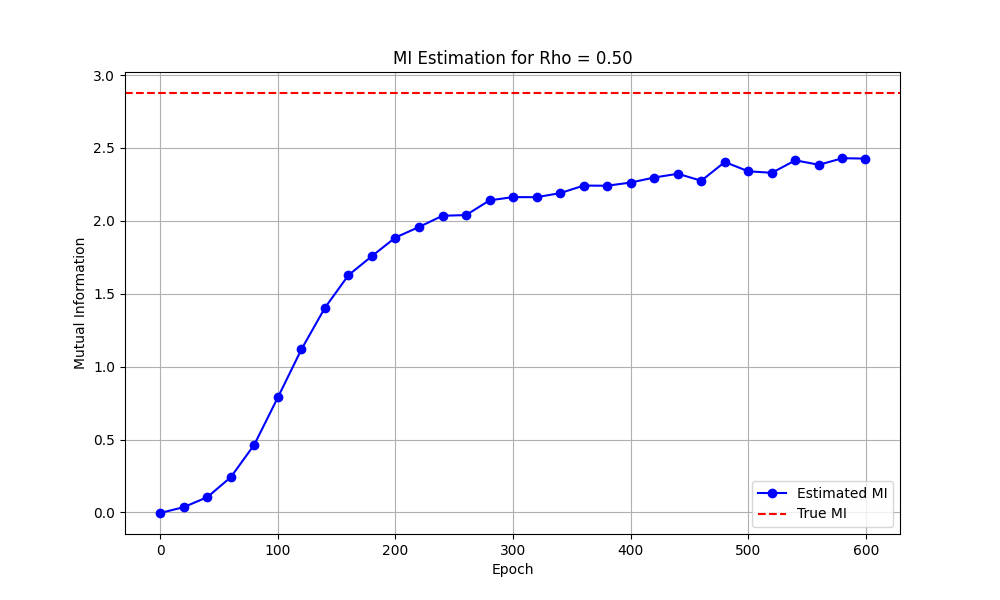 MI Estimation for Rho = 0.50
Mutual Information
3.0
2.5
2.0
1.5
1.0
0.5
0.0
Estimated MI
True MI
0 100 200 300 400 500 600
Epoch